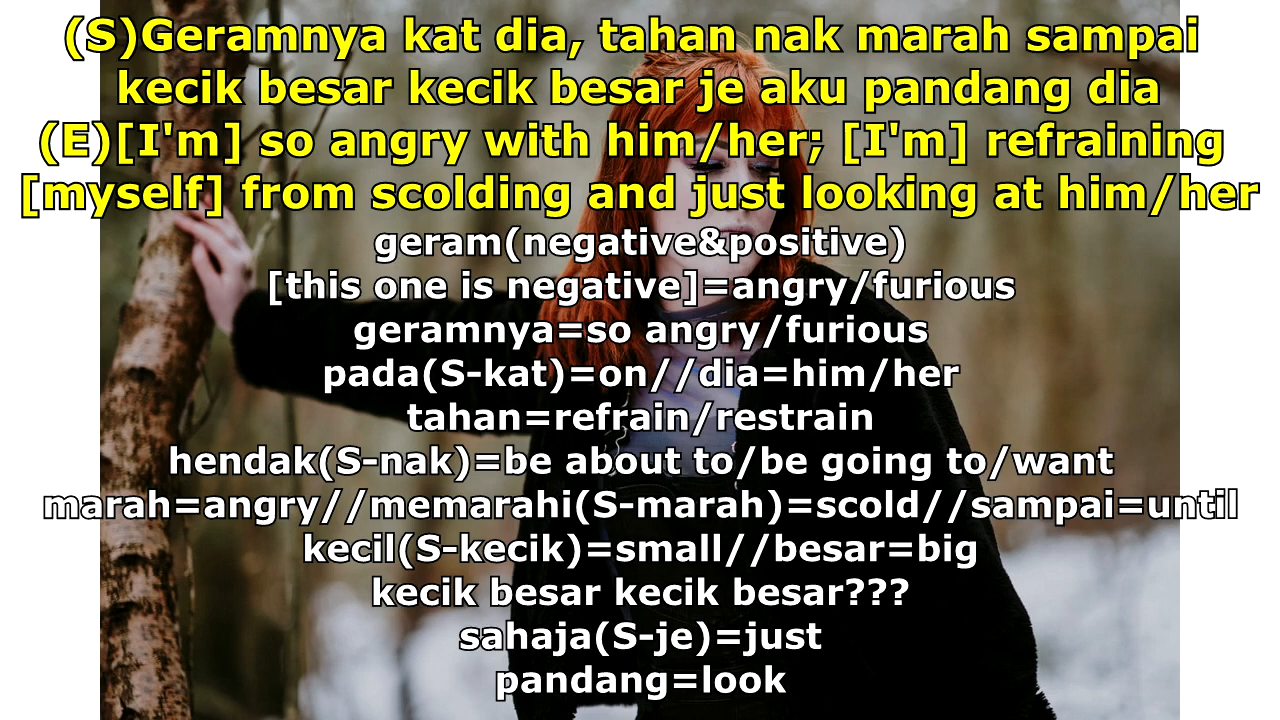 (S)Geramnya kat dia, tahan nak marah sampai
kecik besar kecik besar je aku pandang dia
(E)[I'm] so angry with him/her; [I'm] refraining
[myself] from scolding and just looking at him/her
geram(negative&positive)
[this one is negative]=angry/furious
geramnya=so angry/furious
pada(S-kat)=on//dia=him/her
tahan=refrain/restrain
hendak(S-nak)=be about to/be going to/want
marah=angry//memarahi(S-marah)=scold//sampai=until
kecil(S-kecik)=small//besar=big
kecik besar kecik besar???
sahaja(S-je)=just
pandang=look